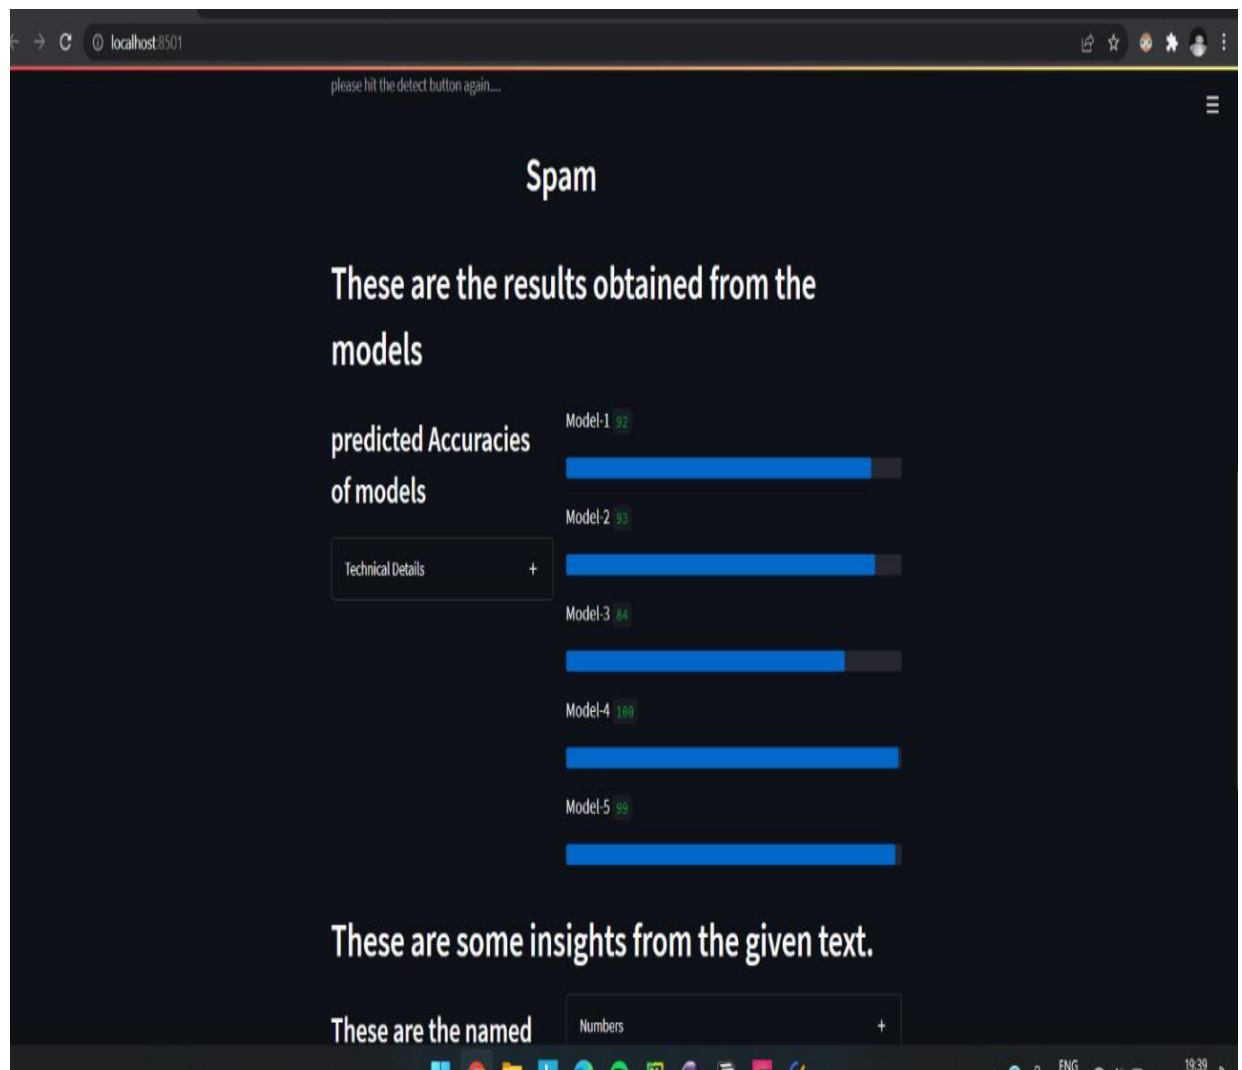 localhost:8501
please hit the detect button again....
Spam
These are the results obtained from the
models
predicted Accuracies
of models
Technical Details +
Model-1 92
Model-2 93
Model-3 84
Model-4 100
Model-5 99
These are some insights from the given text.
These are the named
Numbers +
ENG
19:39